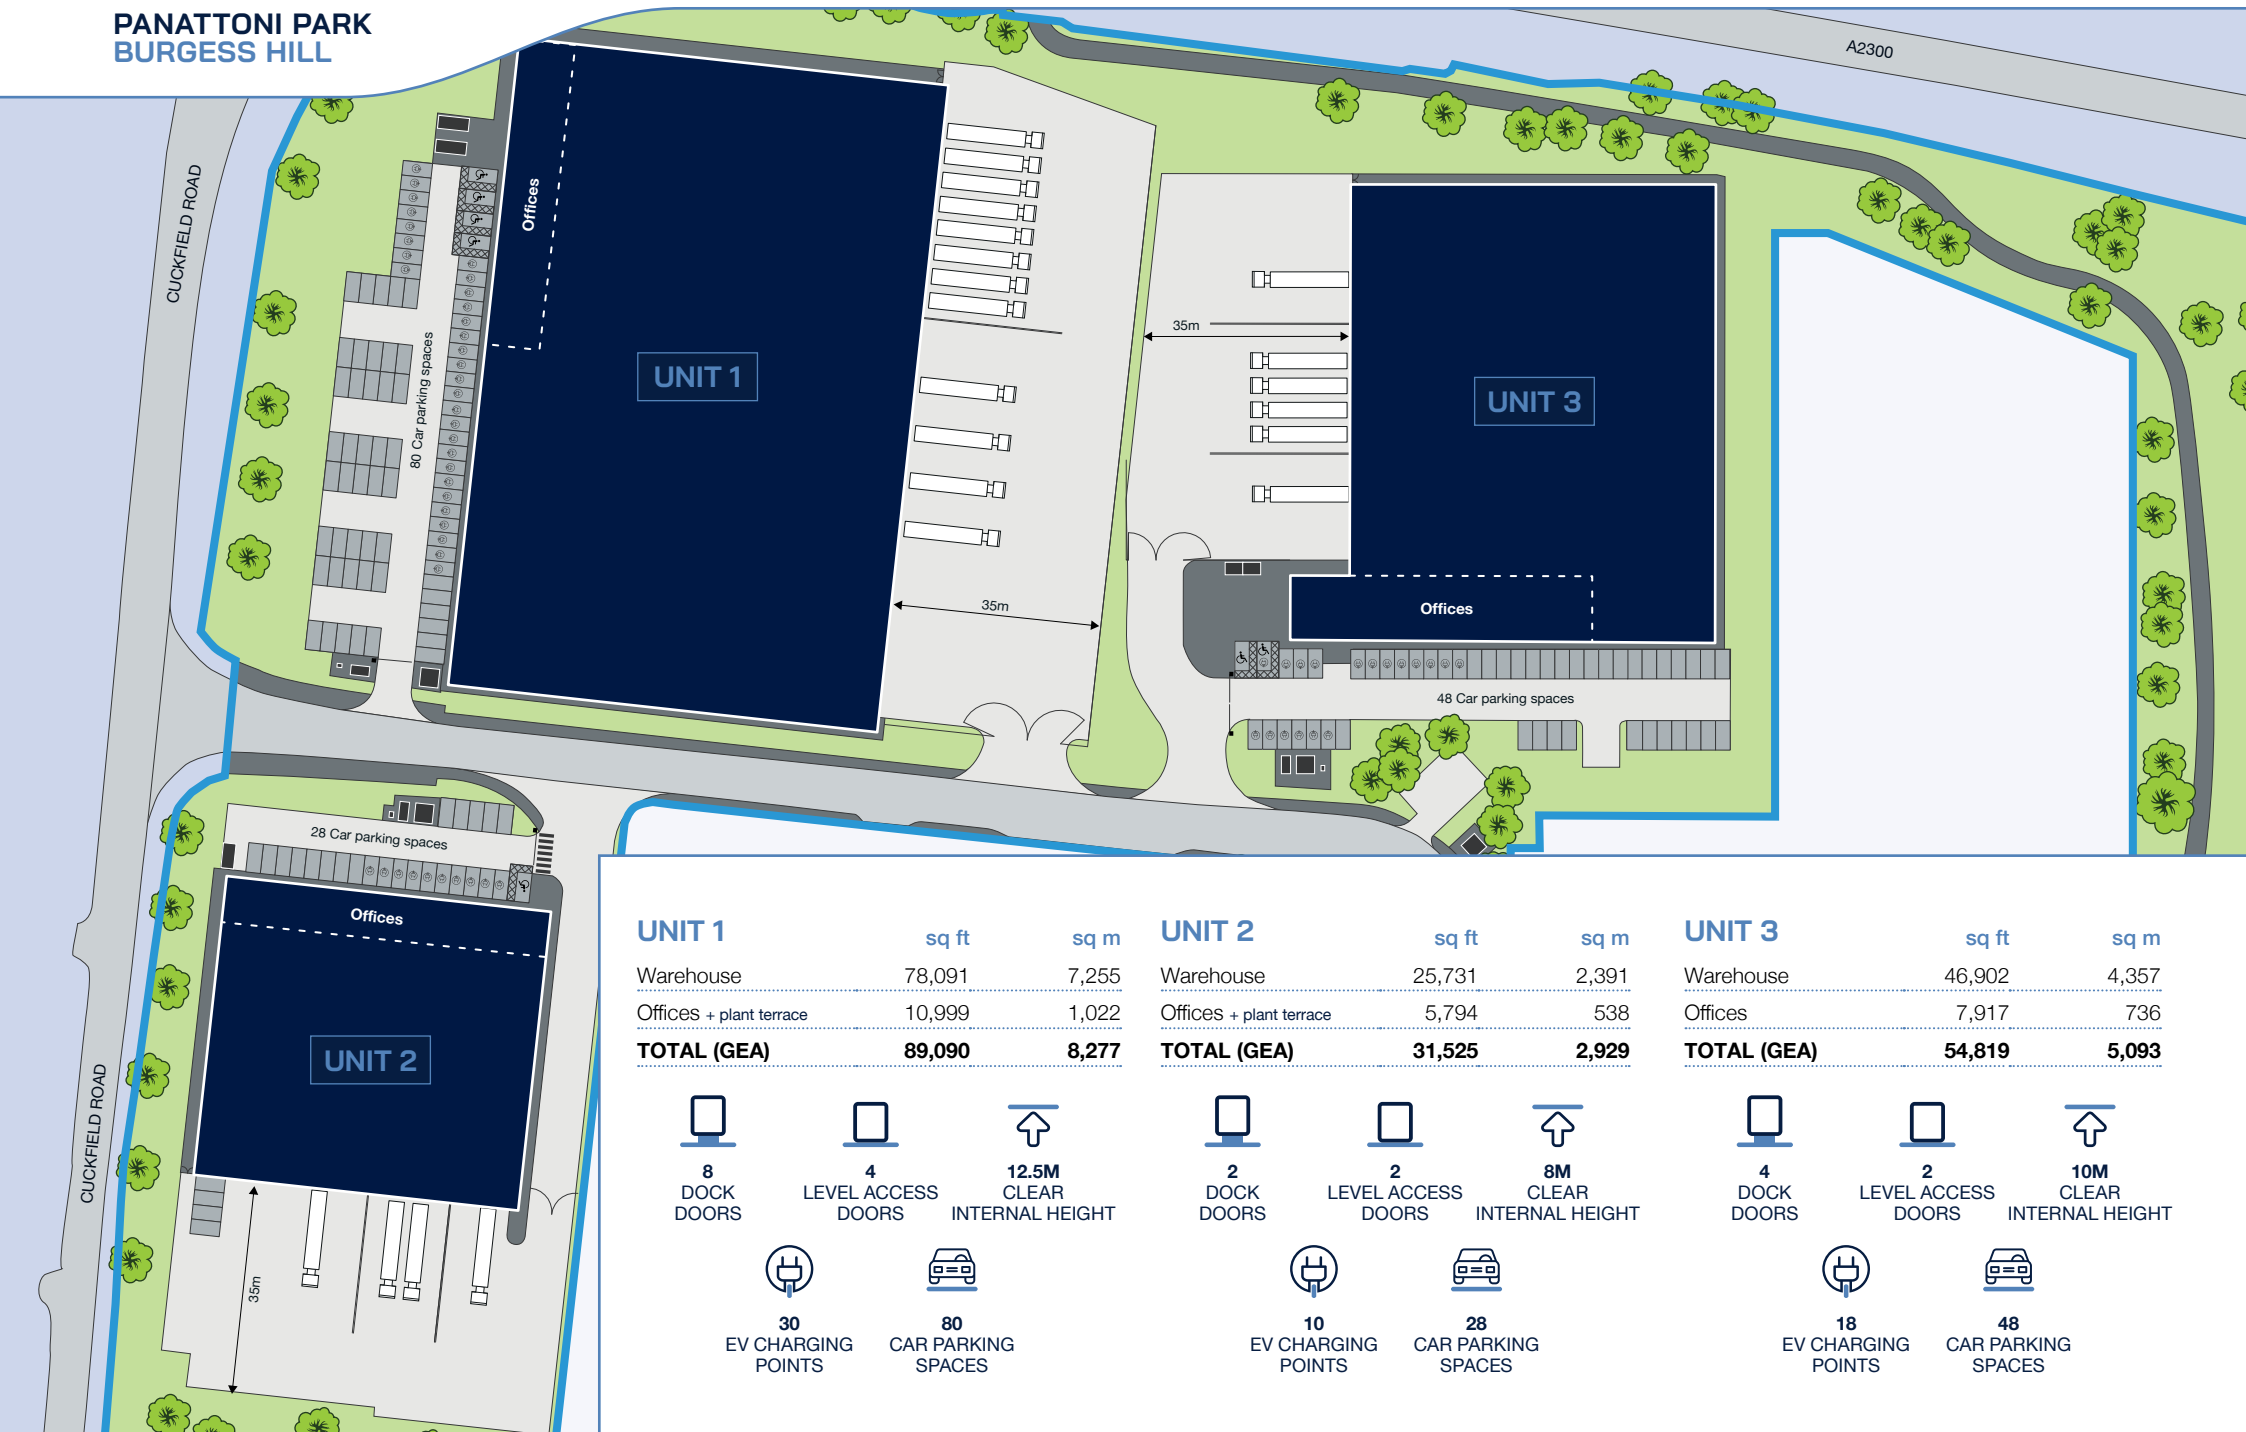 PANATTONI PARK
BURGESS HILL
A2300
CUCKFIELD ROAD
Offices
80 Car parking spaces
UNIT 1
35m
35m
UNIT 3
Offices
48 Car parking spaces
28 Car parking spaces
Offices
UNIT 2
CUCKFIELD ROAD
35m
UNIT 1 sq ft sq m
Warehouse 78,091 7,255
Offices + plant terrace 10,999 1,022
TOTAL (GEA) 89,090 8,277
8
DOCK
DOORS
4
LEVEL ACCESS
DOORS
12.5M
CLEAR
INTERNAL HEIGHT
30
EV CHARGING
POINTS
80
CAR PARKING
SPACES
UNIT 2 sq ft sq m
Warehouse 25,731 2,391
Offices + plant terrace 5,794 538
TOTAL (GEA) 31,525 2,929
2
DOCK
DOORS
2
LEVEL ACCESS
DOORS
8M
CLEAR
INTERNAL HEIGHT
10
EV CHARGING
POINTS
28
CAR PARKING
SPACES
UNIT 3 sq ft sq m
Warehouse 46,902 4,357
Offices 7,917 736
TOTAL (GEA) 54,819 5,093
4
DOCK
DOORS
2
LEVEL ACCESS
DOORS
10M
CLEAR
INTERNAL HEIGHT
18
EV CHARGING
POINTS
48
CAR PARKING
SPACES